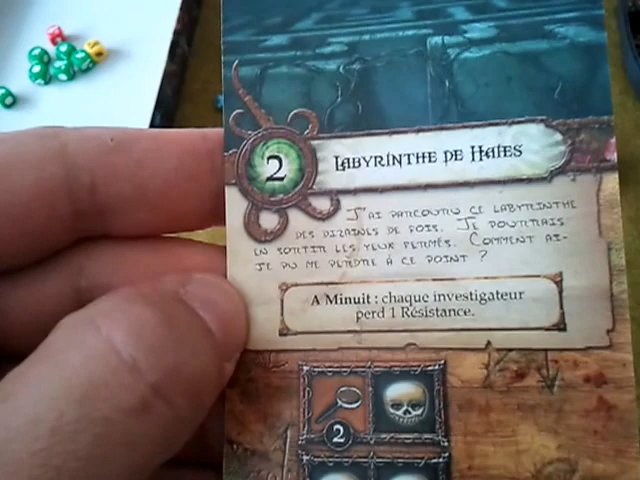 2
LABYRINTHE DE HAIES
J'AI PARCOURU CE LABYRINTHE
DES DIZAINES DE FOIS. JE POURRAIS
EN SORTIR LES YEUX FERMÉS. COMMENT AI-
JE PU ME PERDRE À CE POINT ?
A Minuit : chaque investigateur
perd 1 Résistance.
2